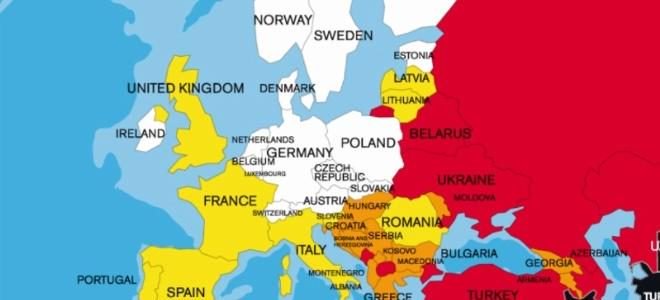 NORWAY
SWEDEN
ESTONIA
LATVIA
LITHUANIA
UNITED KINGDOM
DENMARK
IRELAND
NETHERLANDS
BELARUS
POLAND
GERMANY
BELGIUM
LUXEMBOURG
CZECH
REPUBLIC
UKRAINE
SLOVAKIA
MOLDOVA
FRANCE
AUSTRIA
HUNGARY
SWITZERLAND
SLOVENIA
CROATIA
ROMANIA
BOSNIA AND
HERZEGOVINA
SERBIA
ITALY
KOSOVO
BULGARIA
MACEDONIA
GEORGIA
AZERBAIJAN
ARMENIA
PORTUGAL
SPAIN
MONTENEGRO
ALBANIA
GREECE
TURKEY